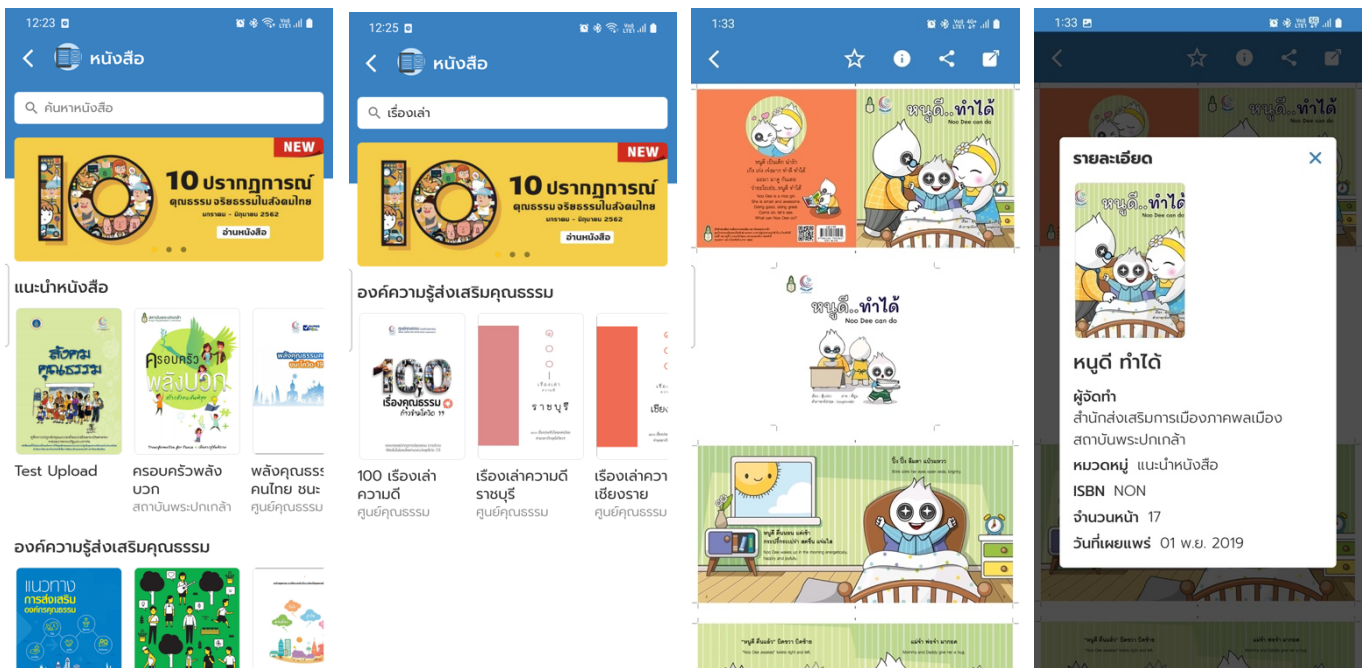 12:23
หนังสือ
ค้นหาหนังสือ
NEW
10 ปรากฏการณ์
คุณธรรม จริยธรรมในสังคมไทย
มกราคม - มิถุนายน 2562
อ่านหนังสือ
แนะนำหนังสือ
สังคม
คุณธรรม
ครอบครัว
พลังบวก
Test Upload
ครอบครัวพลัง
บวก
สถาบันพระปกเกล้า
พลังคุณธรร
คนไทย ชนะ
ศูนย์คุณธรรม
องค์ความรู้ส่งเสริมคุณธรรม
แนวทาง
การส่งเสริม
องค์กรคุณธรรม
12:25
หนังสือ
เรื่องเล่า
NEW
10 ปรากฏการณ์
คุณธรรม จริยธรรมในสังคมไทย
มกราคม - มิถุนายน 2562
อ่านหนังสือ
องค์ความรู้ส่งเสริมคุณธรรม
100
เรื่องคุณธรรม
ราชบุรี
100 เรื่องเล่า
ความดี
ศูนย์คุณธรรม
เรื่องเล่าความดี
ราชบุรี
ศูนย์คุณธรรม
เรื่องเล่าควา
เชียงราย
ศูนย์คุณธรรม
1:33
หนูดี..ทำได้
Noo Dee can do
หนูดี..ทำได้
Noo Dee can do
1:33
รายละเอียด
หนูดี..ทำได้
Noo Dee can do
หนูดี ทำได้
ผู้จัดทำ
สำนักส่งเสริมการเมืองภาคพลเมือง
สถาบันพระปกเกล้า
หมวดหมู่ แนะนำหนังสือ
ISBN NON
จำนวนหน้า 17
วันที่เผยแพร่ 01 พ.ย. 2019